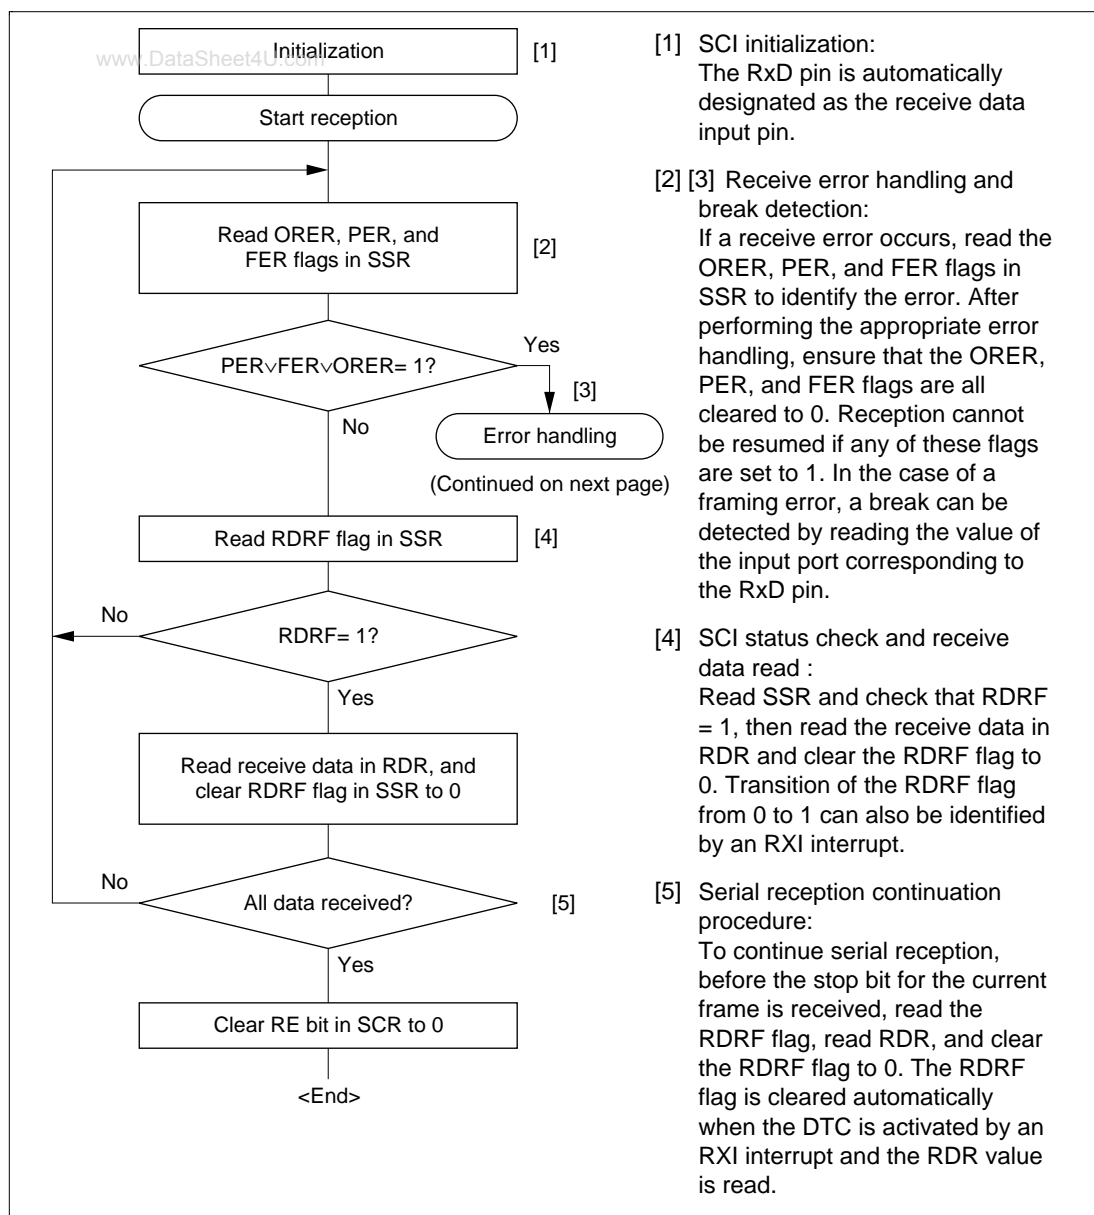 www.DataSheet4U.com
Initialization
[1]
Start reception
Read ORER, PER, and
FER flags in SSR
[2]
PER∨FER∨ORER= 1?
Yes
[3]
No
Error handling
(Continued on next page)
Read RDRF flag in SSR
[4]
No
RDRF= 1?
Yes
Read receive data in RDR, and
clear RDRF flag in SSR to 0
No
All data received?
[5]
Yes
Clear RE bit in SCR to 0
<End>
[1] SCI initialization:
The RxD pin is automatically
designated as the receive data
input pin.
[2] [3] Receive error handling and
break detection:
If a receive error occurs, read the
ORER, PER, and FER flags in
SSR to identify the error. After
performing the appropriate error
handling, ensure that the ORER,
PER, and FER flags are all
cleared to 0. Reception cannot
be resumed if any of these flags
are set to 1. In the case of a
framing error, a break can be
detected by reading the value of
the input port corresponding to
the RxD pin.
[4] SCI status check and receive
data read :
Read SSR and check that RDRF
= 1, then read the receive data in
RDR and clear the RDRF flag to
0. Transition of the RDRF flag
from 0 to 1 can also be identified
by an RXI interrupt.
[5] Serial reception continuation
procedure:
To continue serial reception,
before the stop bit for the current
frame is received, read the
RDRF flag, read RDR, and clear
the RDRF flag to 0. The RDRF
flag is cleared automatically
when the DTC is activated by an
RXI interrupt and the RDR value
is read.